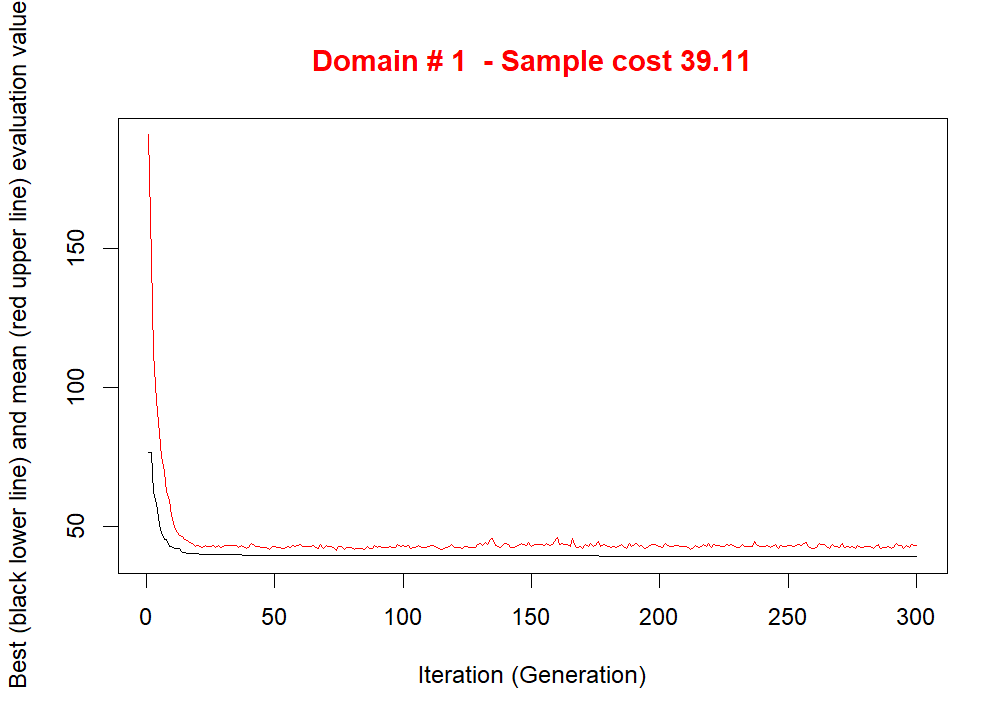 Domain # 1  - Sample cost 39.11
Best (black lower line) and mean (red upper line) evaluation value
150
100
50
0 50 100 150 200 250 300
Iteration (Generation)